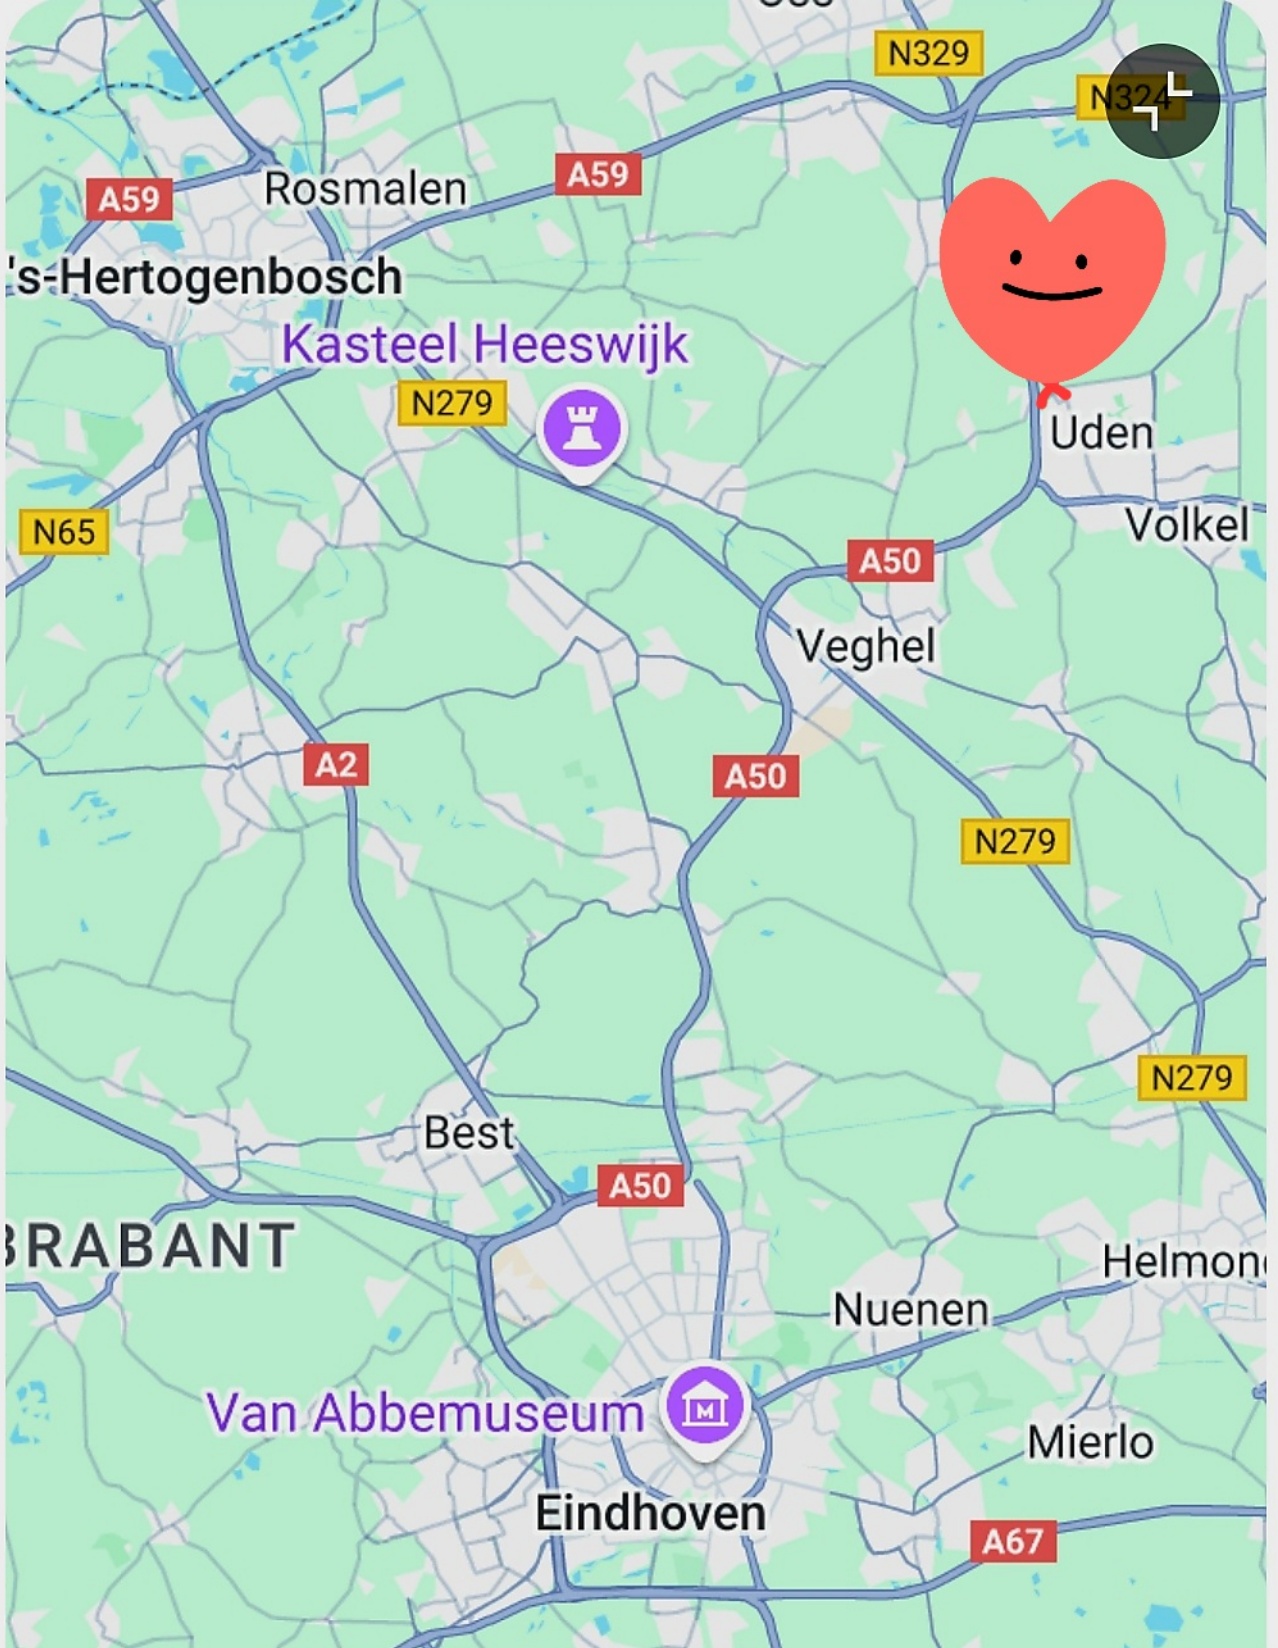 N329
N324
A59
Rosmalen
A59
's-Hertogenbosch
Kasteel Heeswijk
N279
Uden
N65
Volkel
A50
Veghel
A2
A50
N279
N279
Best
A50
BRABANT
Helmon
Nuenen
Van Abbemuseum
M
Mierlo
Eindhoven
A67